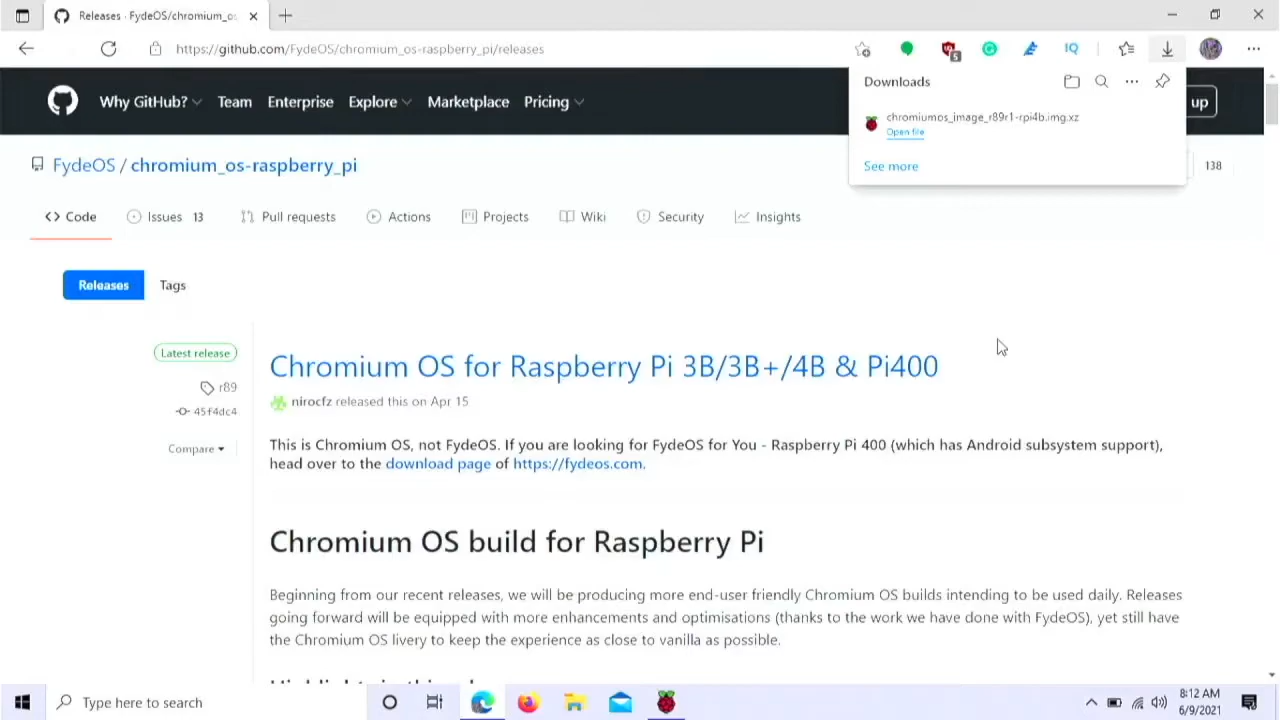 Releases · FydeOS/chromium_os
https://github.com/FydeOS/chromium_os-raspberry_pi/releases
5
IQ
Downloads
Why GitHub?
Team
Enterprise
Explore
Marketplace
Pricing
up
chromiumos_image_r89r1-rpi4b.img.xz
Open file
See more
FydeOS / chromium_os-raspberry_pi
138
Code
Issues 13
Pull requests
Actions
Projects
Wiki
Security
Insights
Releases
Tags
Latest release
r89
45f4dc4
Compare
Chromium OS for Raspberry Pi 3B/3B+/4B & Pi400
nirocfz released this on Apr 15
This is Chromium OS, not FydeOS. If you are looking for FydeOS for You - Raspberry Pi 400 (which has Android subsystem support),
head over to the download page of https://fydeos.com.
Chromium OS build for Raspberry Pi
Beginning from our recent releases, we will be producing more end-user friendly Chromium OS builds intending to be used daily. Releases
going forward will be equipped with more enhancements and optimisations (thanks to the work we have done with FydeOS), yet still have
the Chromium OS livery to keep the experience as close to vanilla as possible.
Type here to search
8:12 AM
6/9/2021